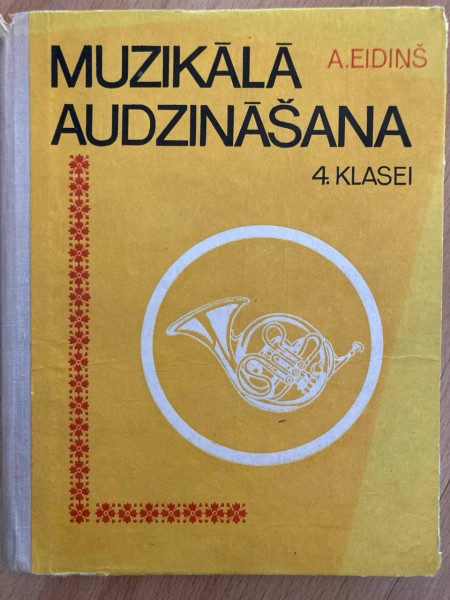 MUZIKĀLĀ A. EIDIŅŠ
AUDZINĀŠANA
4. KLASEI